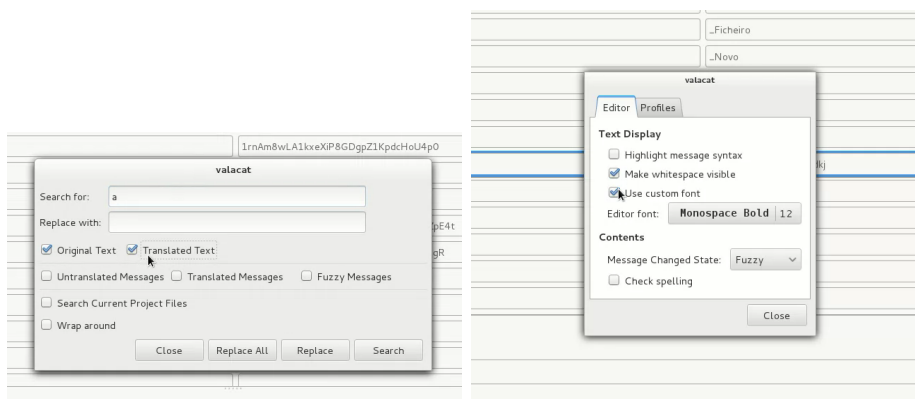 1rnAm8wLA1kxeXiP8GDgpZ1KpdcHoU4p0
valacat
Search for: a
Replace with:
Original Text Translated Text
Untranslated Messages Translated Messages Fuzzy Messages
Search Current Project Files
Wrap around
Close Replace All Replace Search
pE4t
gR
_Ficheiro
_Novo
valacat
Editor Profiles
Text Display
Highlight message syntax
Make whitespace visible
Use custom font
Editor font: Monospace Bold 12
Contents
Message Changed State: Fuzzy
Check spelling
Close
kj